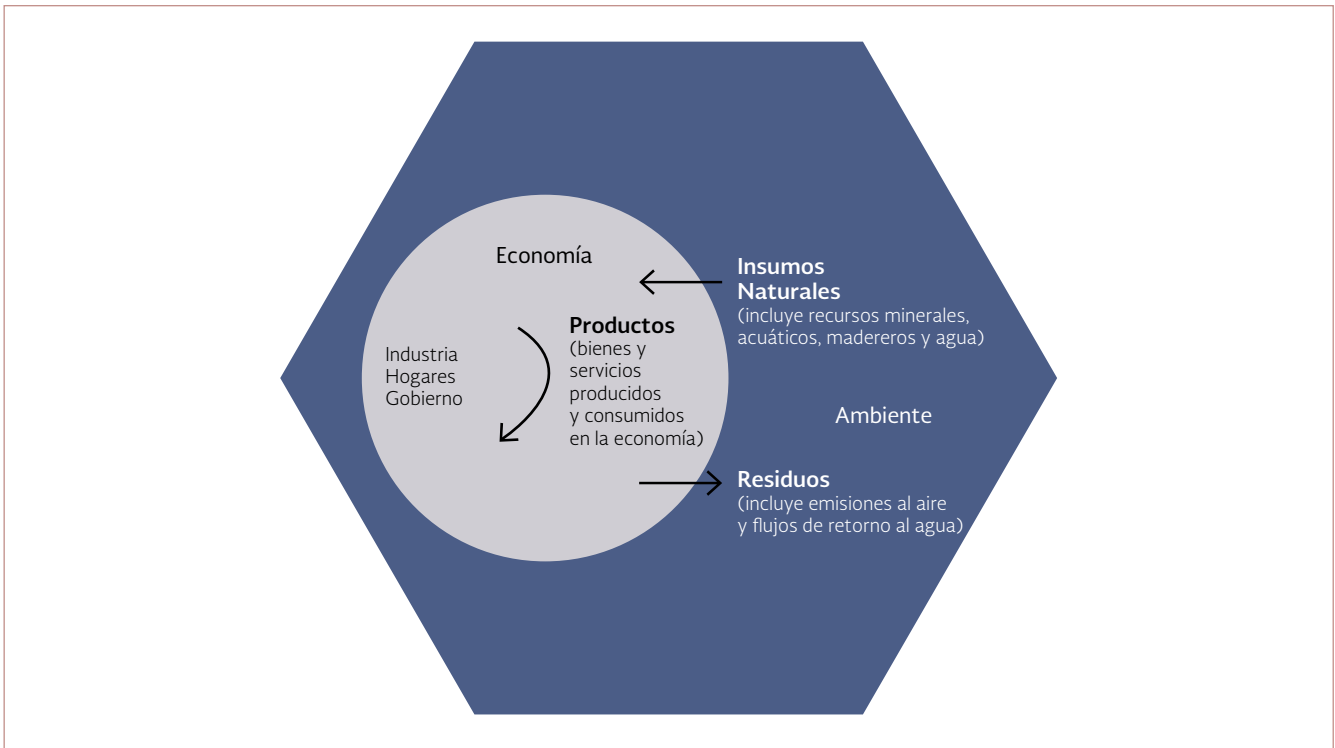 Economía
Insumos
Naturales
(incluye recursos minerales,
acuáticos, madereros y agua)
Productos
(bienes y
servicios
producidos
y consumidos
en la economía)
Industria
Hogares
Gobierno
Ambiente
Residuos
(incluye emisiones al aire
y flujos de retorno al agua)